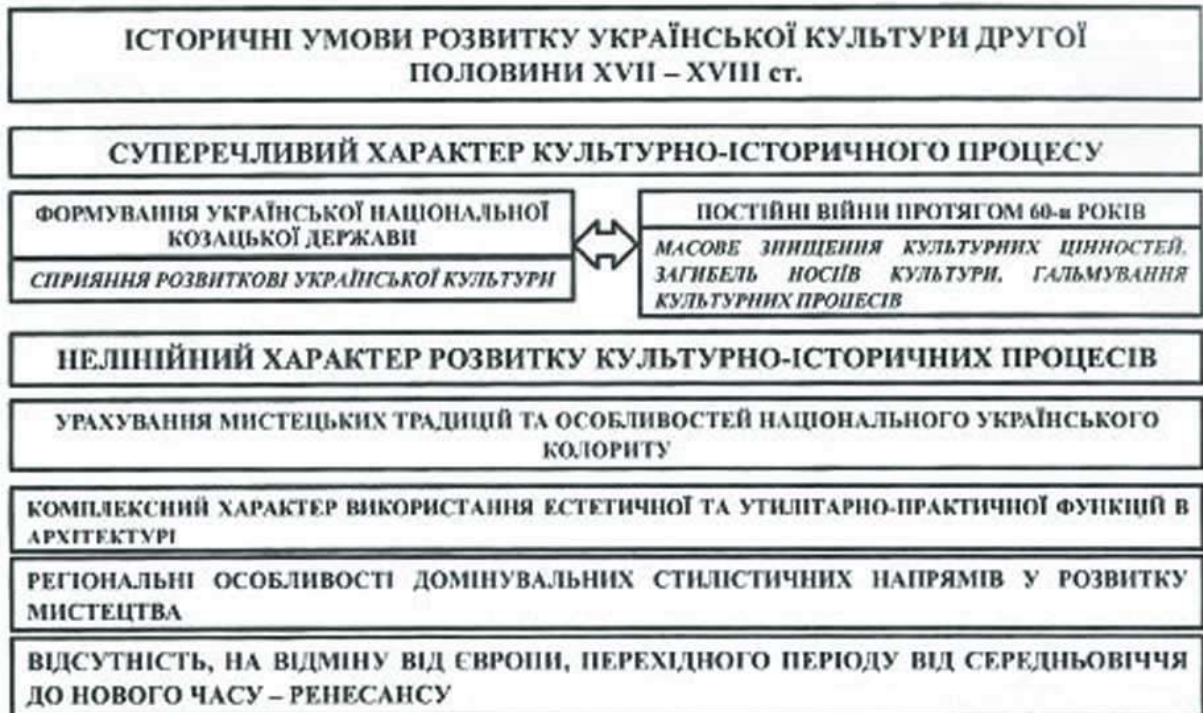 ІСТОРИЧНІ УМОВИ РОЗВИТКУ УКРАЇНСЬКОЇ КУЛЬТУРИ ДРУГОЇ
ПОЛОВИНИ XVII – XVIII ст.
СУПЕРЕЧЛИВИЙ ХАРАКТЕР КУЛЬТУРНО-ІСТОРИЧНОГО ПРОЦЕСУ
ФОРМУВАННЯ УКРАЇНСЬКОЇ НАЦІОНАЛЬНОЇ
КОЗАЦЬКОЇ ДЕРЖАВИ
СПРИЯННЯ РОЗВИТКОВІ УКРАЇНСЬКОЇ КУЛЬТУРИ
ПОСТІЙНІ ВІЙНИ ПРОТЯГОМ 60-и РОКІВ
МАСОВЕ ЗНИЩЕННЯ КУЛЬТУРНИХ ЦІННОСТЕЙ,
ЗАГИБЕЛЬ НОСІЇВ КУЛЬТУРИ, ГАЛЬМУВАННЯ
КУЛЬТУРНИХ ПРОЦЕСІВ
НЕЛІНІЙНИЙ ХАРАКТЕР РОЗВИТКУ КУЛЬТУРНО-ІСТОРИЧНИХ ПРОЦЕСІВ
УРАХУВАННЯ МИСТЕЦЬКИХ ТРАДИЦІЙ ТА ОСОБЛИВОСТЕЙ НАЦІОНАЛЬНОГО УКРАЇНСЬКОГО
КОЛОРИТУ
КОМПЛЕКСНИЙ ХАРАКТЕР ВИКОРИСТАННЯ ЕСТЕТИЧНОЇ ТА УТИЛІТАРНО-ПРАКТИЧНОЇ ФУНКЦІЙ В
АРХІТЕКТУРІ
РЕГІОНАЛЬНІ ОСОБЛИВОСТІ ДОМІНУВАЛЬНИХ СТИЛІСТИЧНИХ НАПРЯМІВ У РОЗВИТКУ
МИСТЕЦТВА
ВІДСУТНІСТЬ, НА ВІДМІНУ ВІД ЄВРОПИ, ПЕРЕХІДНОГО ПЕРІОДУ ВІД СЕРЕДНЬОВІЧЧЯ
ДО НОВОГО ЧАСУ – РЕНЕСАНСУ